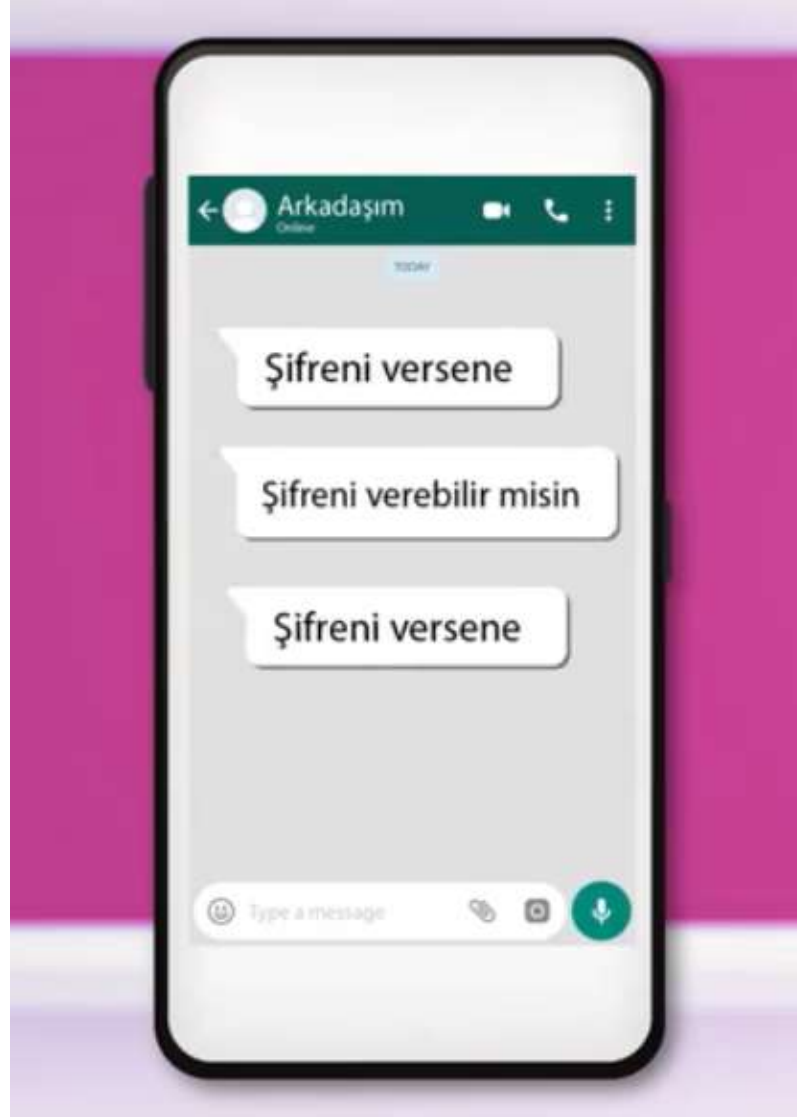 Arkadaşım
Online
TODAY
Şifreni versene
Şifreni verebilir misin
Şifreni versene
Type a message